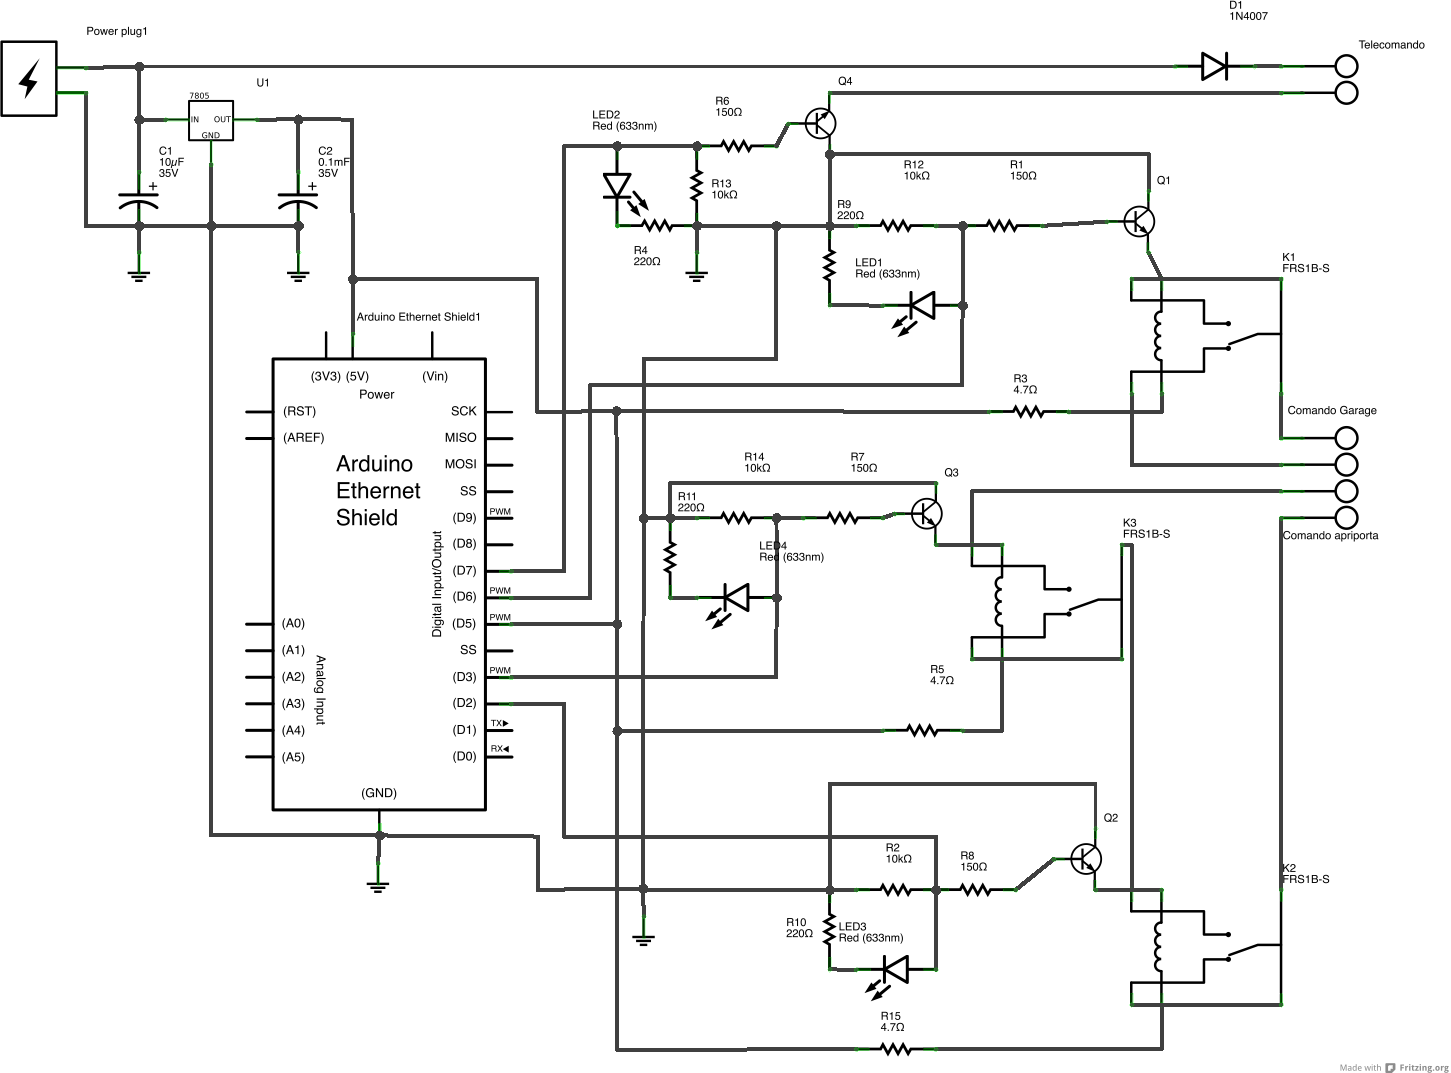 D1
1N4007
Power plug1
Telecomando
U1
7805
IN
OUT
GND
C1
10µF
35V
+
C2
0.1mF
35V
+
LED2
Red (633nm)
R6
150Ω
Q4
R13
10kΩ
R4
220Ω
R12
10kΩ
R1
150Ω
Q1
R9
220Ω
LED1
Red (633nm)
K1
FRS1B-S
Arduino Ethernet Shield1
(3V3)
(5V)
(Vin)
Power
R3
4.7Ω
Comando Garage
(RST)
(AREF)
Arduino
Ethernet
Shield
SCK
MISO
MOSI
SS
(D9)
PWM
(D8)
(D7)
(D6)
PWM
(D5)
PWM
SS
(D3)
PWM
(D2)
(D1)
TX
(D0)
RX
Digital Input/Output
(A0)
(A1)
(A2)
(A3)
(A4)
(A5)
Analog Input
(GND)
R14
10kΩ
R7
150Ω
Q3
R11
220Ω
LED4
Red (633nm)
K3
FRS1B-S
Comando apriporta
R5
4.7Ω
Q2
R2
10kΩ
R8
150Ω
K2
FRS1B-S
R10
220Ω
LED3
Red (633nm)
R15
4.7Ω
Made with Fritzing.org